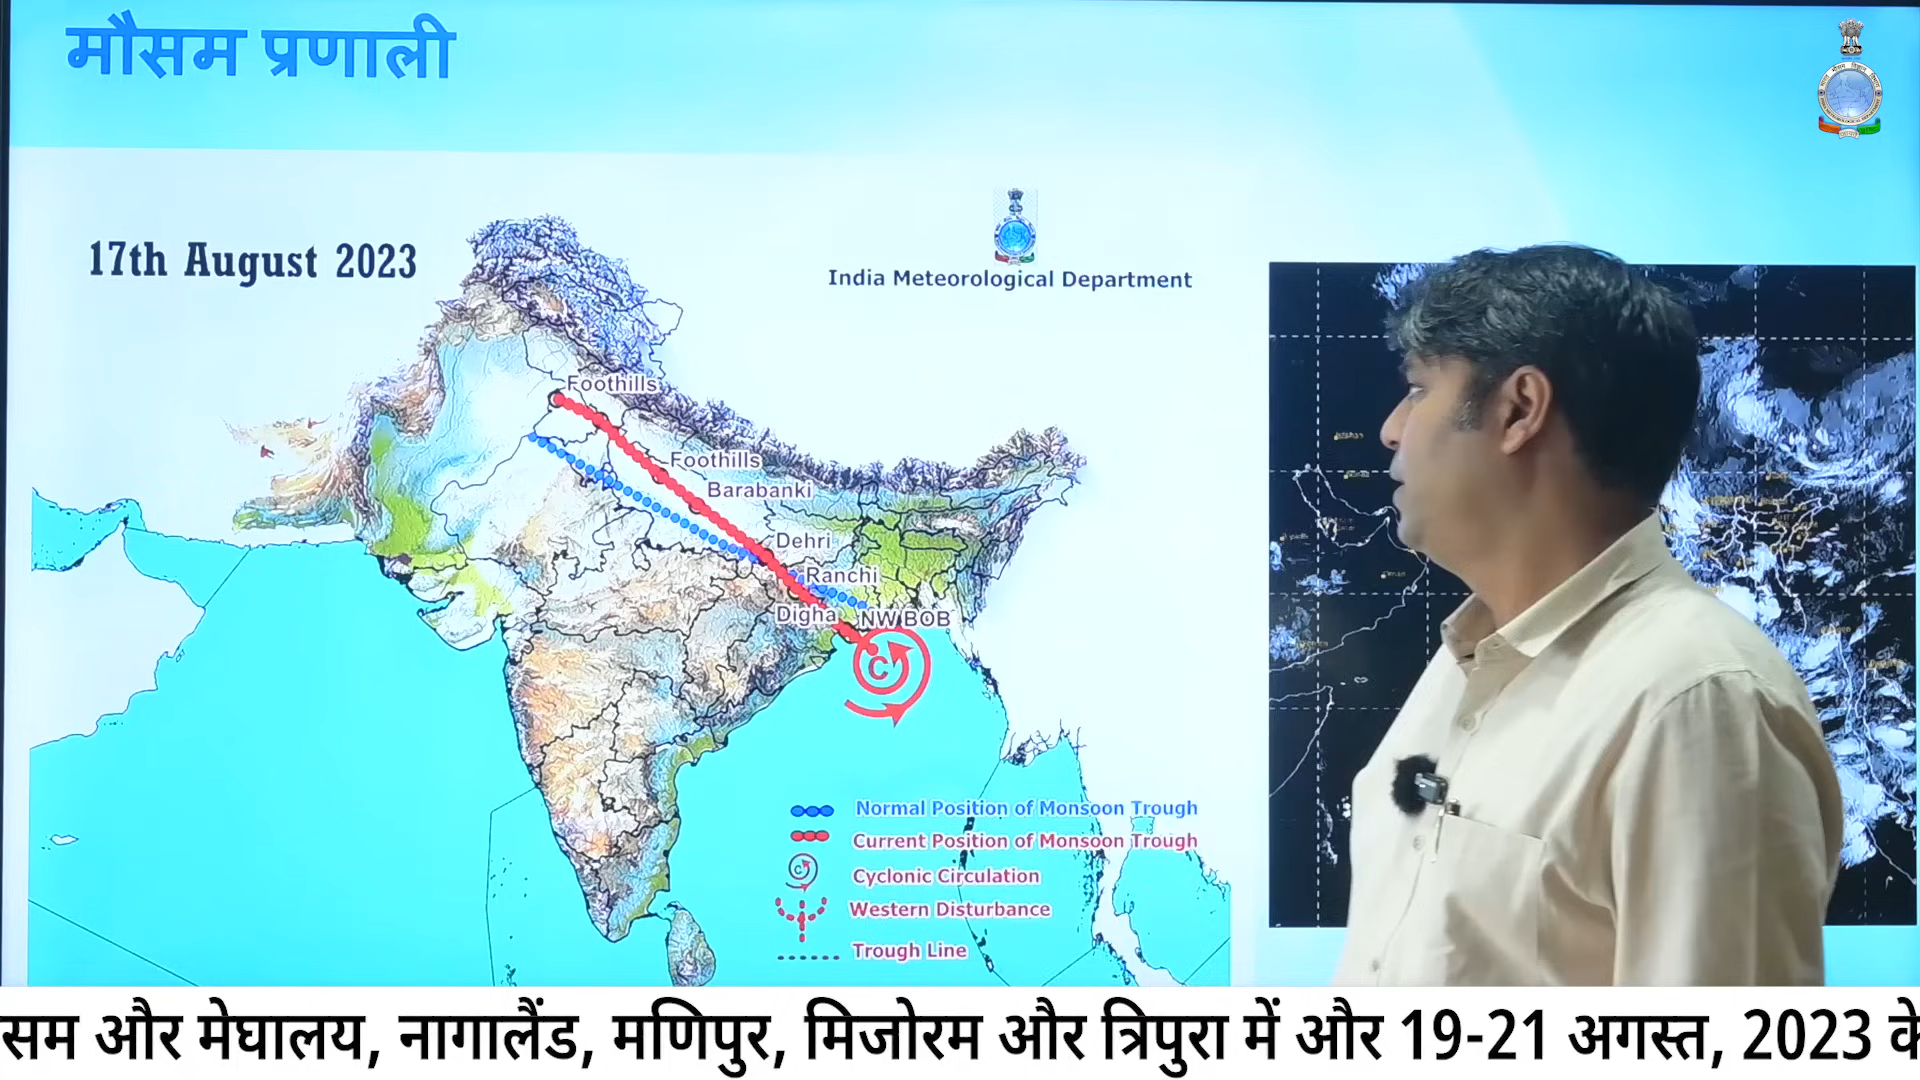 मौसम प्रणाली
17th August 2023
India Meteorological Department
Foothills
Foothills
Barabanki
Dehri
Ranchi
Digha
NW BOB
C
Normal Position of Monsoon Trough
Current Position of Monsoon Trough
C
Cyclonic Circulation
Western Disturbance
Trough Line
सम और मेघालय, नागालैंड, मणिपुर, मिजोरम और त्रिपुरा में और 19-21 अगस्त, 2023 के